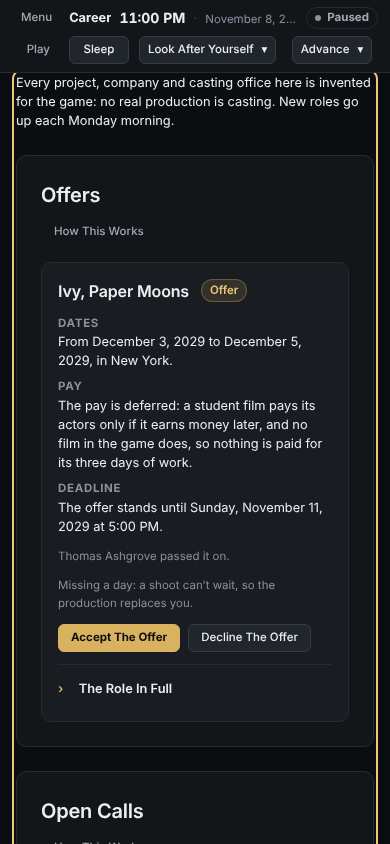 Menu Career 11:00 PM · November 8, 2... Paused
Play Sleep Look After Yourself Advance
Every project, company and casting office here is invented
for the game: no real production is casting. New roles go
up each Monday morning.
Offers
How This Works
Ivy, Paper Moons Offer
DATES
From December 3, 2029 to December 5,
2029, in New York.
PAY
The pay is deferred: a student film pays its
actors only if it earns money later, and no
film in the game does, so nothing is paid for
its three days of work.
DEADLINE
The offer stands until Sunday, November 11,
2029 at 5:00 PM.
Thomas Ashgrove passed it on.
Missing a day: a shoot can't wait, so the
production replaces you.
Accept The Offer Decline The Offer
The Role In Full
Open Calls